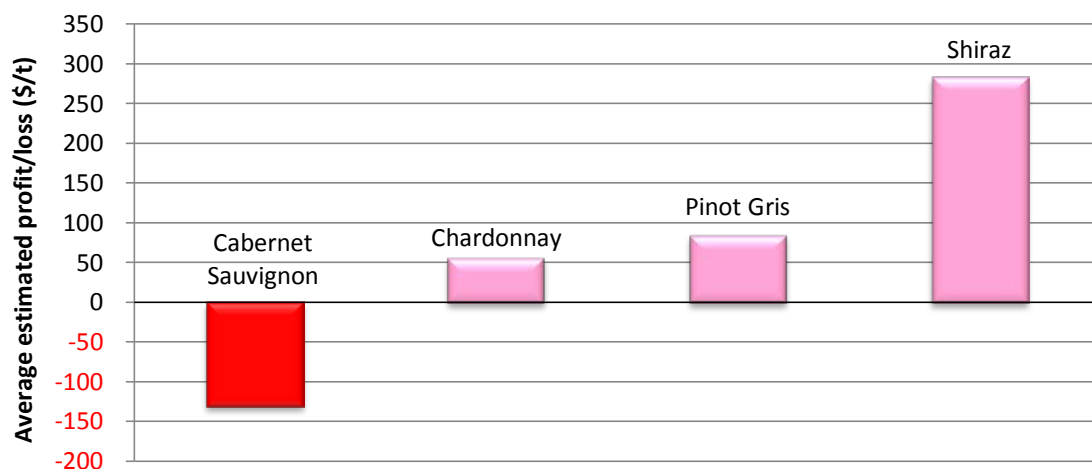 Average estimated profit/loss ($/t)
350
300
250
200
150
100
50
0
-50
-100
-150
-200
Cabernet
Sauvignon
Chardonnay
Pinot Gris
Shiraz